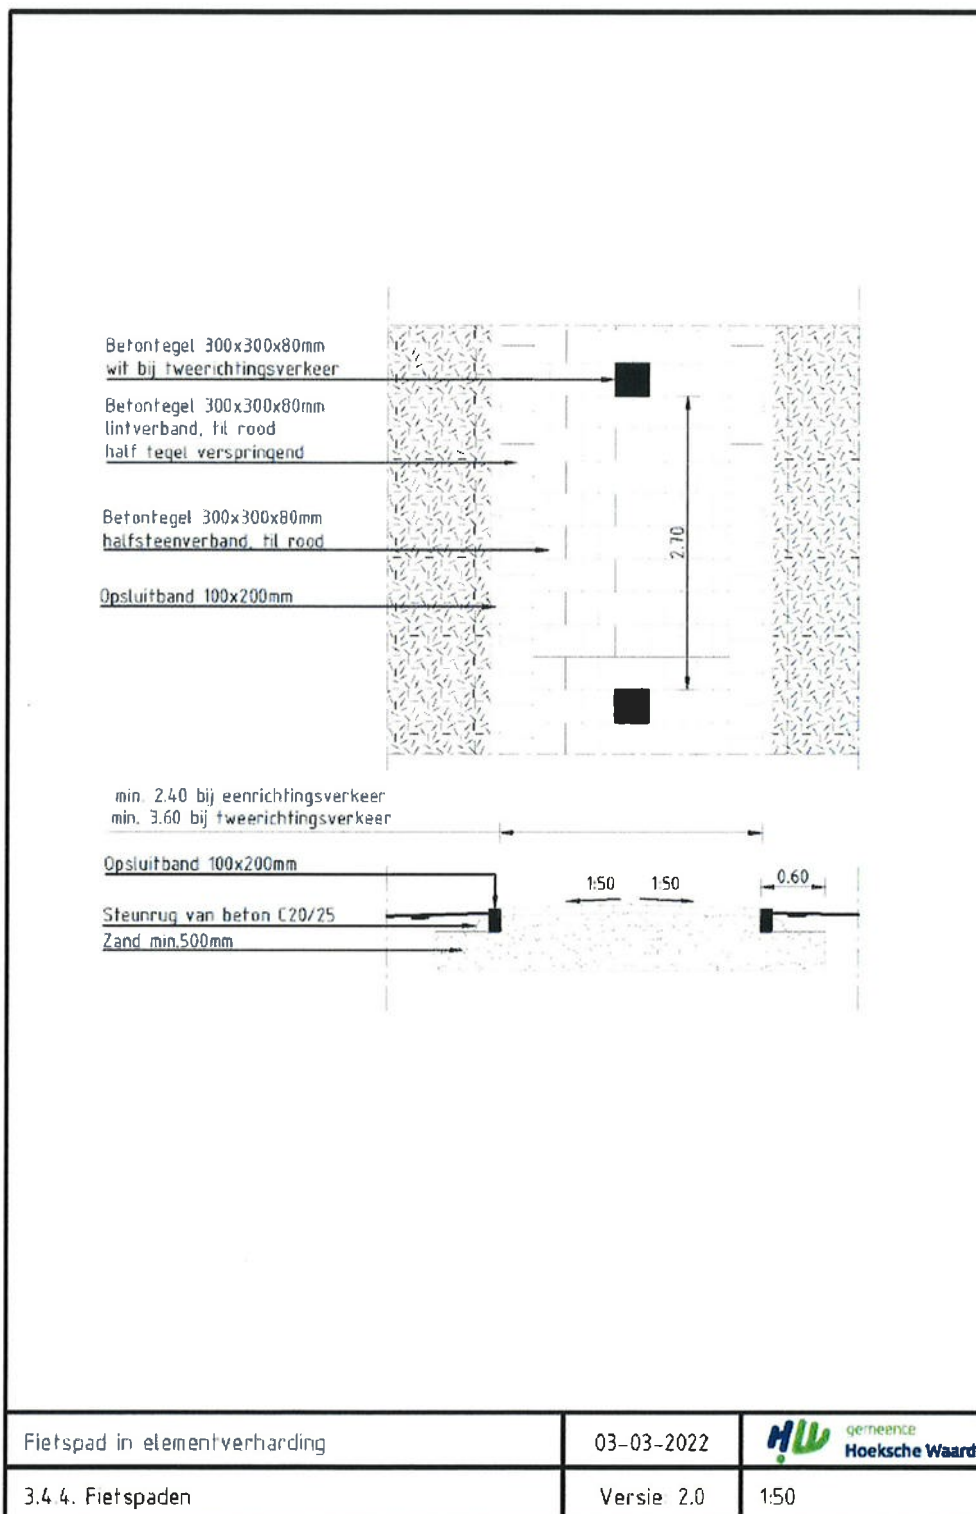 Betontegel 300x300x80mm
wit bij tweerichtingsverkeer
Betontegel 300x300x80mm
lintverband, til rood
half tegel verspringend
Betontegel 300x300x80mm
halfsteenverband, til rood
Opsluitband 100x200mm
2.70
min. 2.40 bij eenrichtingsverkeer
min. 3.60 bij tweerichtingsverkeer
Opsluitband 100x200mm
1:50 1:50
0.60
Steunrug van beton C20/25
Zand min.500mm
Fietspad in elementverharding
03-03-2022
gemeente
Hoeksche Waard
3.4.4. Fietspaden
Versie: 2.0
1:50